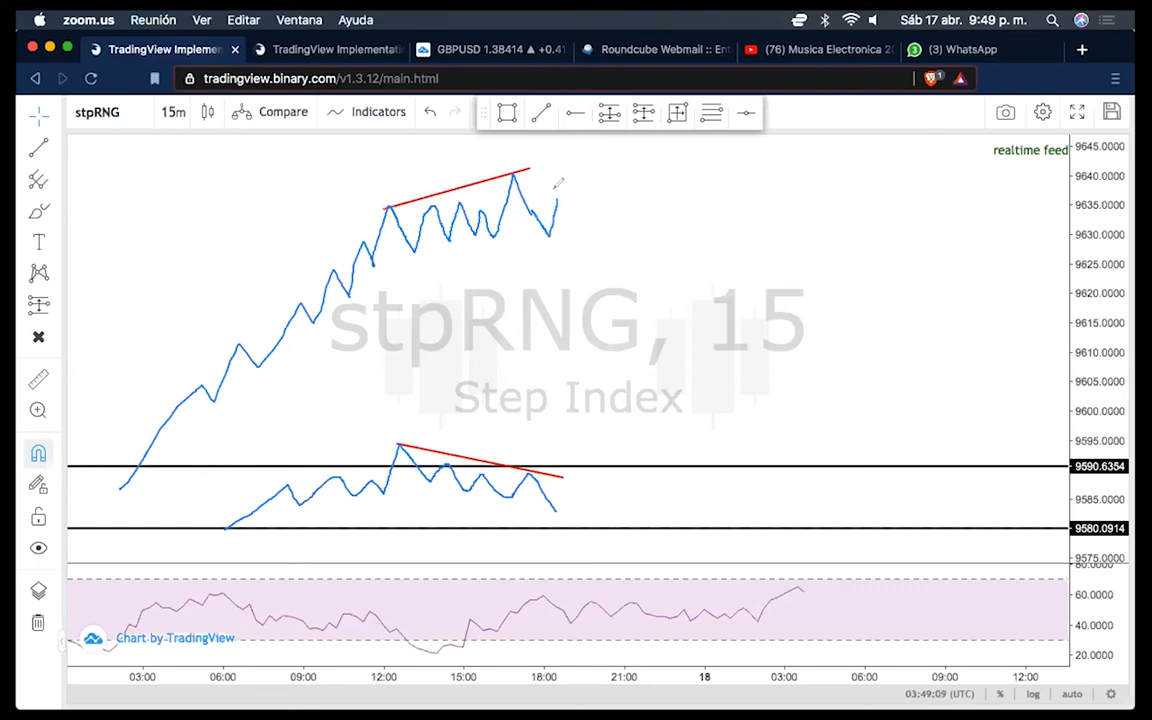 zoom.us Reunión Ver Editar Ventana Ayuda Sáb 17 abr. 9:49 p. m.
TradingView Implemen TradingView Implementati GBPUSD 1.38414 ▲ +0.4 Roundcube Webmail :: Ent (76) Musica Electronica 20 (3) WhatsApp
tradingview.binary.com/v1.3.12/main.html
stpRNG 15m Compare Indicators
realtime feed
9645.0000
9640.0000
9635.0000
9630.0000
9625.0000
9620.0000
9615.0000
9610.0000
9605.0000
9600.0000
9595.0000
9590.6354
9585.0000
9580.0914
9575.0000
stpRNG, 15
Step Index
80.0000
60.0000
40.0000
20.0000
Chart by TradingView
03:00 06:00 09:00 12:00 15:00 18:00 21:00 18 03:00 06:00 09:00 12:00
03:49:09 (UTC) % log auto